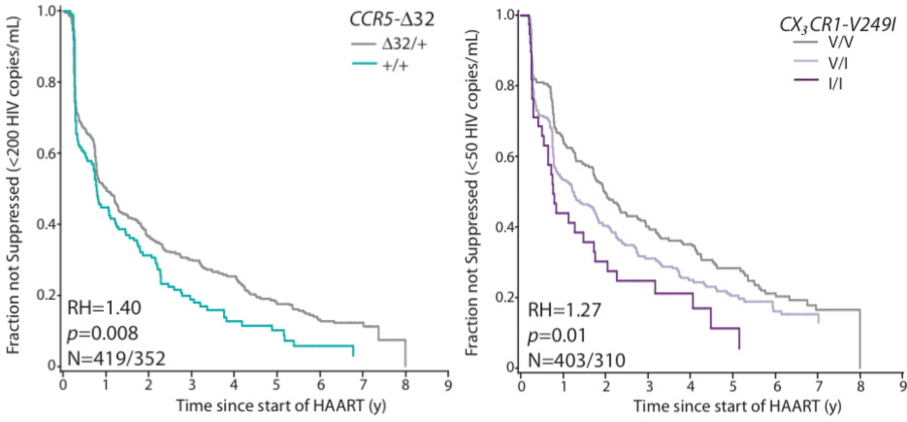 CCR5-Δ32
Δ32/+
+/+
Fraction not Suppressed (<200 HIV copies/mL)
1.0
0.8
0.6
0.4
0.2
0
RH=1.40
p=0.008
N=419/352
0 1 2 3 4 5 6 7 8 9
Time since start of HAART (y)
CX₃CR1-V249I
V/V
V/I
I/I
Fraction not Suppressed (<50 HIV copies/mL)
1.0
0.8
0.6
0.4
0.2
0
RH=1.27
p=0.01
N=403/310
0 1 2 3 4 5 6 7 8 9
Time since start of HAART (y)